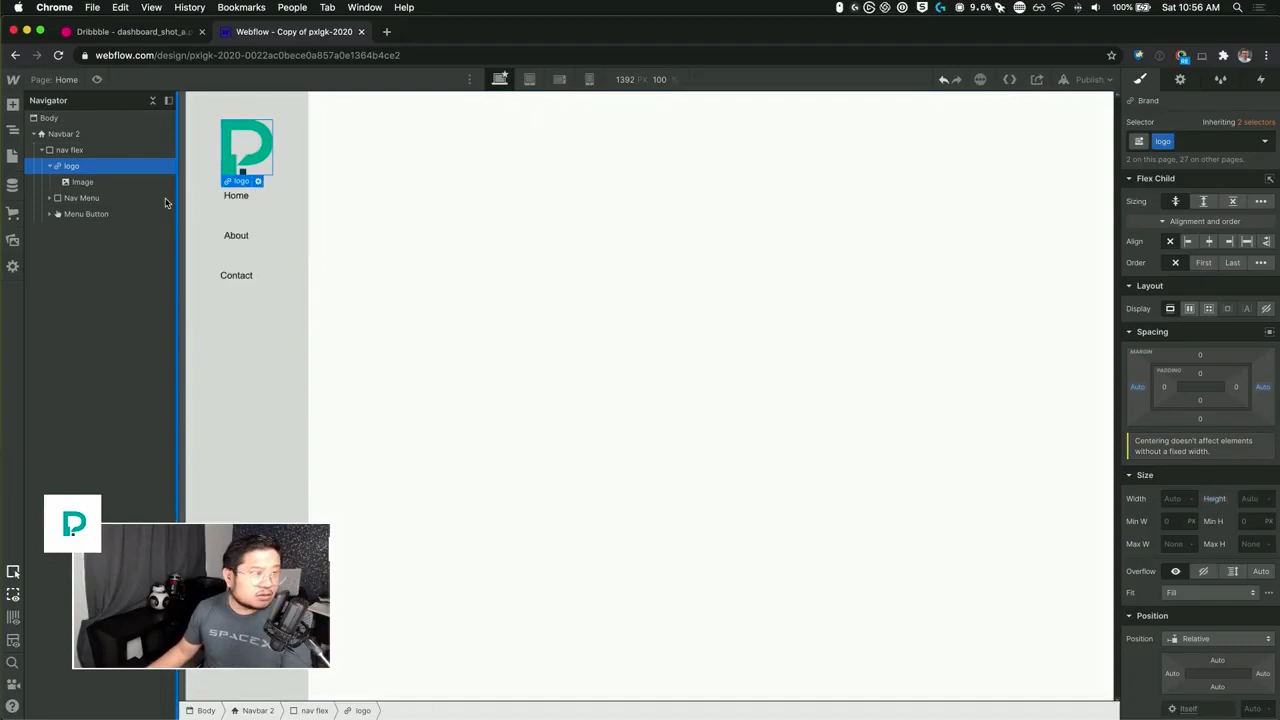 Chrome File Edit View History Bookmarks People Tab Window Help
9.6% 100% Sat 10:56 AM
Dribbble - dashboard_shot_a.p
Webflow - Copy of pxlgk-2020
webflow.com/design/pxlgk-2020-0022ac0bece0a857a0e1364b4ce2
RE
Page: Home
1392 PX 100 %
Publish
Navigator
Body
Navbar 2
nav flex
logo
Image
Nav Menu
Menu Button
logo
Home
About
Contact
SPACEX
Body
Navbar 2
nav flex
logo
Brand
Selector
Inheriting 2 selectors
logo
2 on this page, 27 on other pages.
Flex Child
Sizing
Alignment and order
Align
Order
First
Last
Layout
Display
Spacing
MARGIN
0
PADDING
0
Auto
0
0
Auto
0
0
Centering doesn't affect elements
without a fixed width.
Size
Width Auto - Height Auto -
Min W 0 PX Min H 0 PX
Max W None - Max H None -
Overflow
Auto
Fit
Fill
Position
Position
Relative
Auto
Auto
Auto
Auto
Itself
Auto